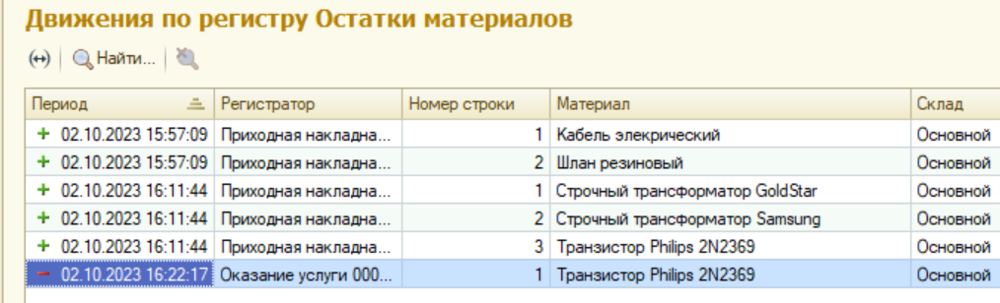 Движения по регистру Остатки материалов
Найти...
Период Регистратор Номер строки Материал Склад
02.10.2023 15:57:09 Приходная накладна... 1 Кабель элекрический Основной
02.10.2023 15:57:09 Приходная накладна... 2 Шлан резиновый Основной
02.10.2023 16:11:44 Приходная накладна... 1 Строчный трансформатор GoldStar Основной
02.10.2023 16:11:44 Приходная накладна... 2 Строчный трансформатор Samsung Основной
02.10.2023 16:11:44 Приходная накладна... 3 Транзистор Philips 2N2369 Основной
02.10.2023 16:22:17 Оказание услуги 000... 1 Транзистор Philips 2N2369 Основной